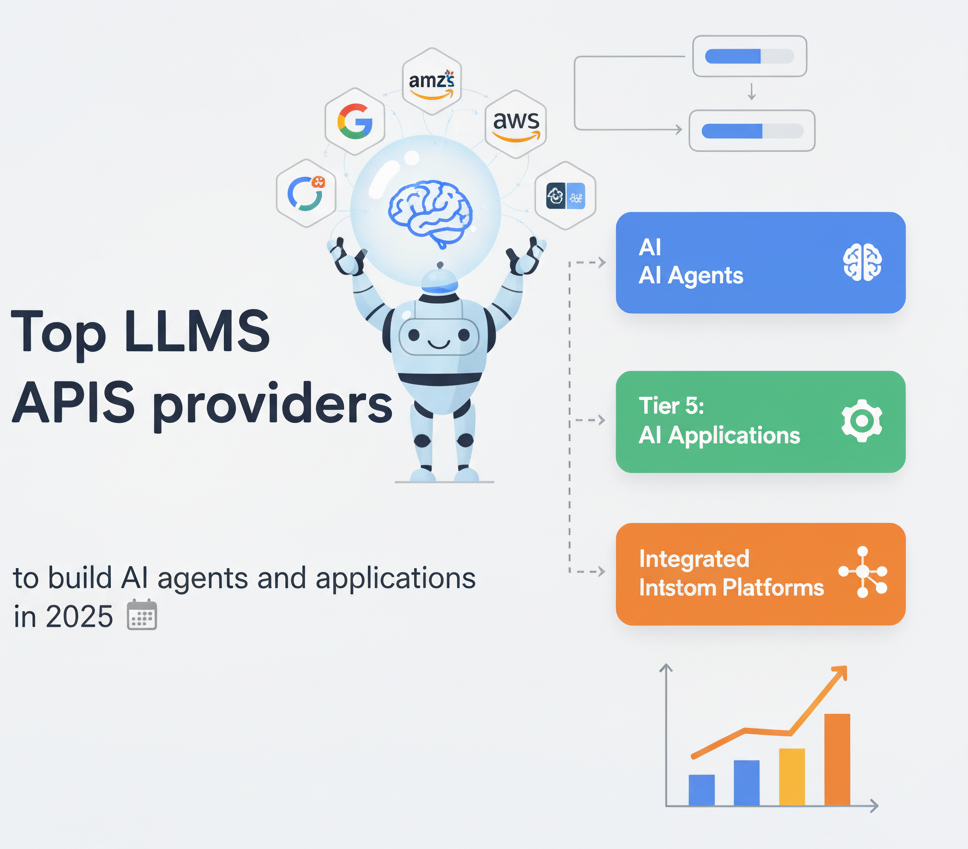 amzs
aws
Top LLMS
APIS providers
to build AI agents and applications
in 2025
AI
AI Agents
Tier 5:
AI Applications
Integrated
Intstom Platforms